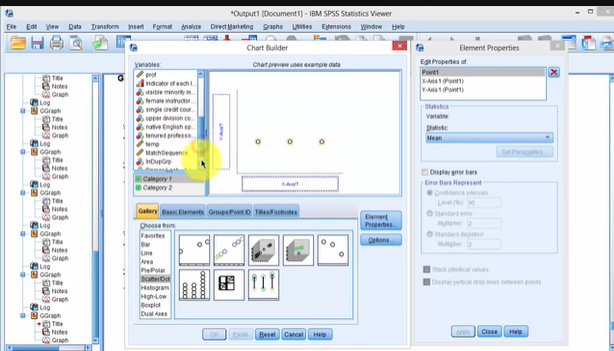 *Output1 [Document1] - IBM SPSS Statistics Viewer
File Edit View Data Transform Insert Format Analyze Direct Marketing Graphs Utilities Extensions Window Help
Title
Notes
Graph
Log
GGraph
Title
Notes
Graph
Log
GGraph
Title
Notes
Graph
Log
GGraph
Title
Notes
Graph
Log
GGraph
Title
Notes
Graph
Log
GGraph
Title
Notes
Graph
Chart Builder
Variables:
Chart preview uses example data
prof
Indicator of each l...
visible minority in...
female instructor
single credit cour...
upper division co...
native English sp...
tenured professo...
temp
MatchSequence
InDupGrp
Category 1
Category 2
Y-Axis?
X-Axis?
Gallery Basic Elements Groups/Point ID Titles/Footnotes
Choose from:
Favorites
Bar
Line
Area
Pie/Polar
Scatter/Dot
Histogram
High-Low
Boxplot
Dual Axes
Element Properties...
Options...
OK Paste Reset Cancel Help
Element Properties
Edit Properties of:
Point1
X-Axis1 (Point1)
Y-Axis1 (Point1)
Statistics
Variable:
Statistic:
Mean
Set Parameters...
Display error bars
Error Bars Represent
Confidence intervals
Level (%): 95
Standard error
Multiplier: 2
Standard deviation
Multiplier: 2
Stack identical values
Display vertical drop lines between points
Apply Close Help